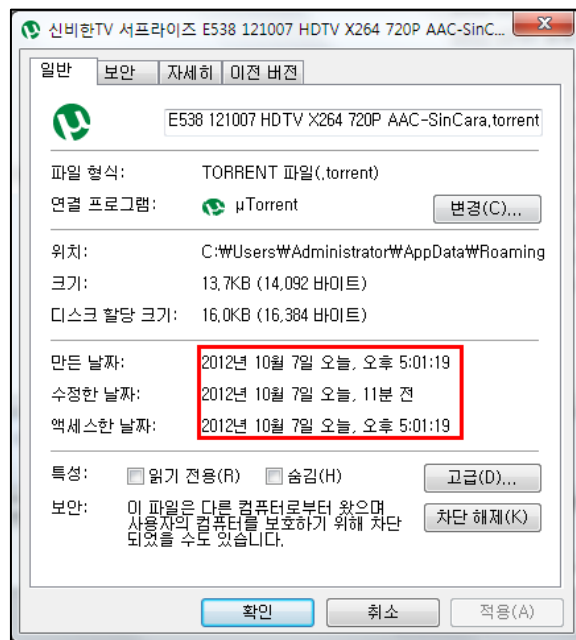 신비한TV 서프라이즈 E538 121007 HDTV X264 720P AAC-SinC...
일반 보안 자세히 이전 버전
E538 121007 HDTV X264 720P AAC-SinCara.torrent
파일 형식: TORRENT 파일(.torrent)
연결 프로그램: µTorrent 변경(C)...
위치: C:₩Users₩Administrator₩AppData₩Roaming
크기: 13.7KB (14,092 바이트)
디스크 할당 크기: 16.0KB (16,384 바이트)
만든 날짜: 2012년 10월 7일 오늘, 오후 5:01:19
수정한 날짜: 2012년 10월 7일 오늘, 11분 전
액세스한 날짜: 2012년 10월 7일 오늘, 오후 5:01:19
특성: 읽기 전용(R) 숨김(H) 고급(D)...
보안: 이 파일은 다른 컴퓨터로부터 왔으며
사용자의 컴퓨터를 보호하기 위해 차단
되었을 수도 있습니다.
차단 해제(K)
확인 취소 적용(A)